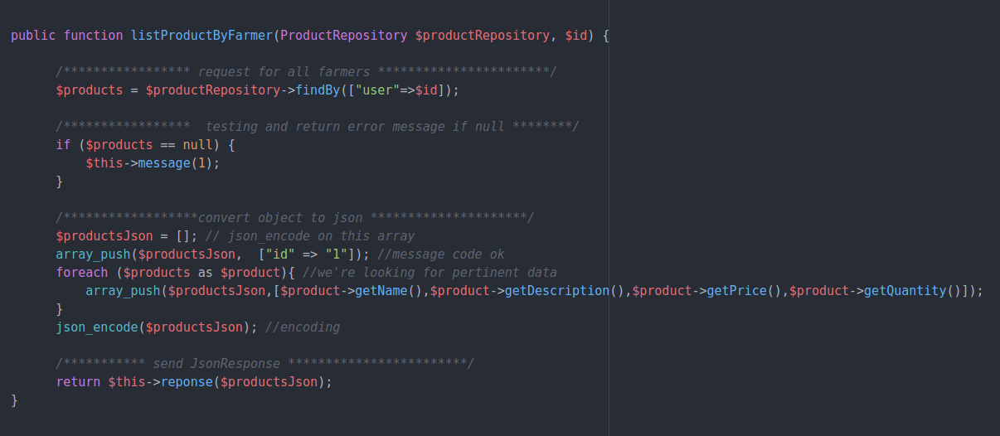 public function listProductByFarmer(ProductRepository $productRepository, $id) {
/***************** request for all farmers ***********************/
$products = $productRepository->findBy(["user"=>$id]);
/*****************  testing and return error message if null ********/
if ($products == null) {
$this->message(1);
}
/******************convert object to json *********************/
$productsJson = []; // json_encode on this array
array_push($productsJson,  ["id" => "1"]); //message code ok
foreach ($products as $product){ //we're looking for pertinent data
array_push($productsJson,[$product->getName(),$product->getDescription(),$product->getPrice(),$product->getQuantity()]);
}
json_encode($productsJson); //encoding
/*********** send JsonResponse ************************/
return $this->reponse($productsJson);
}